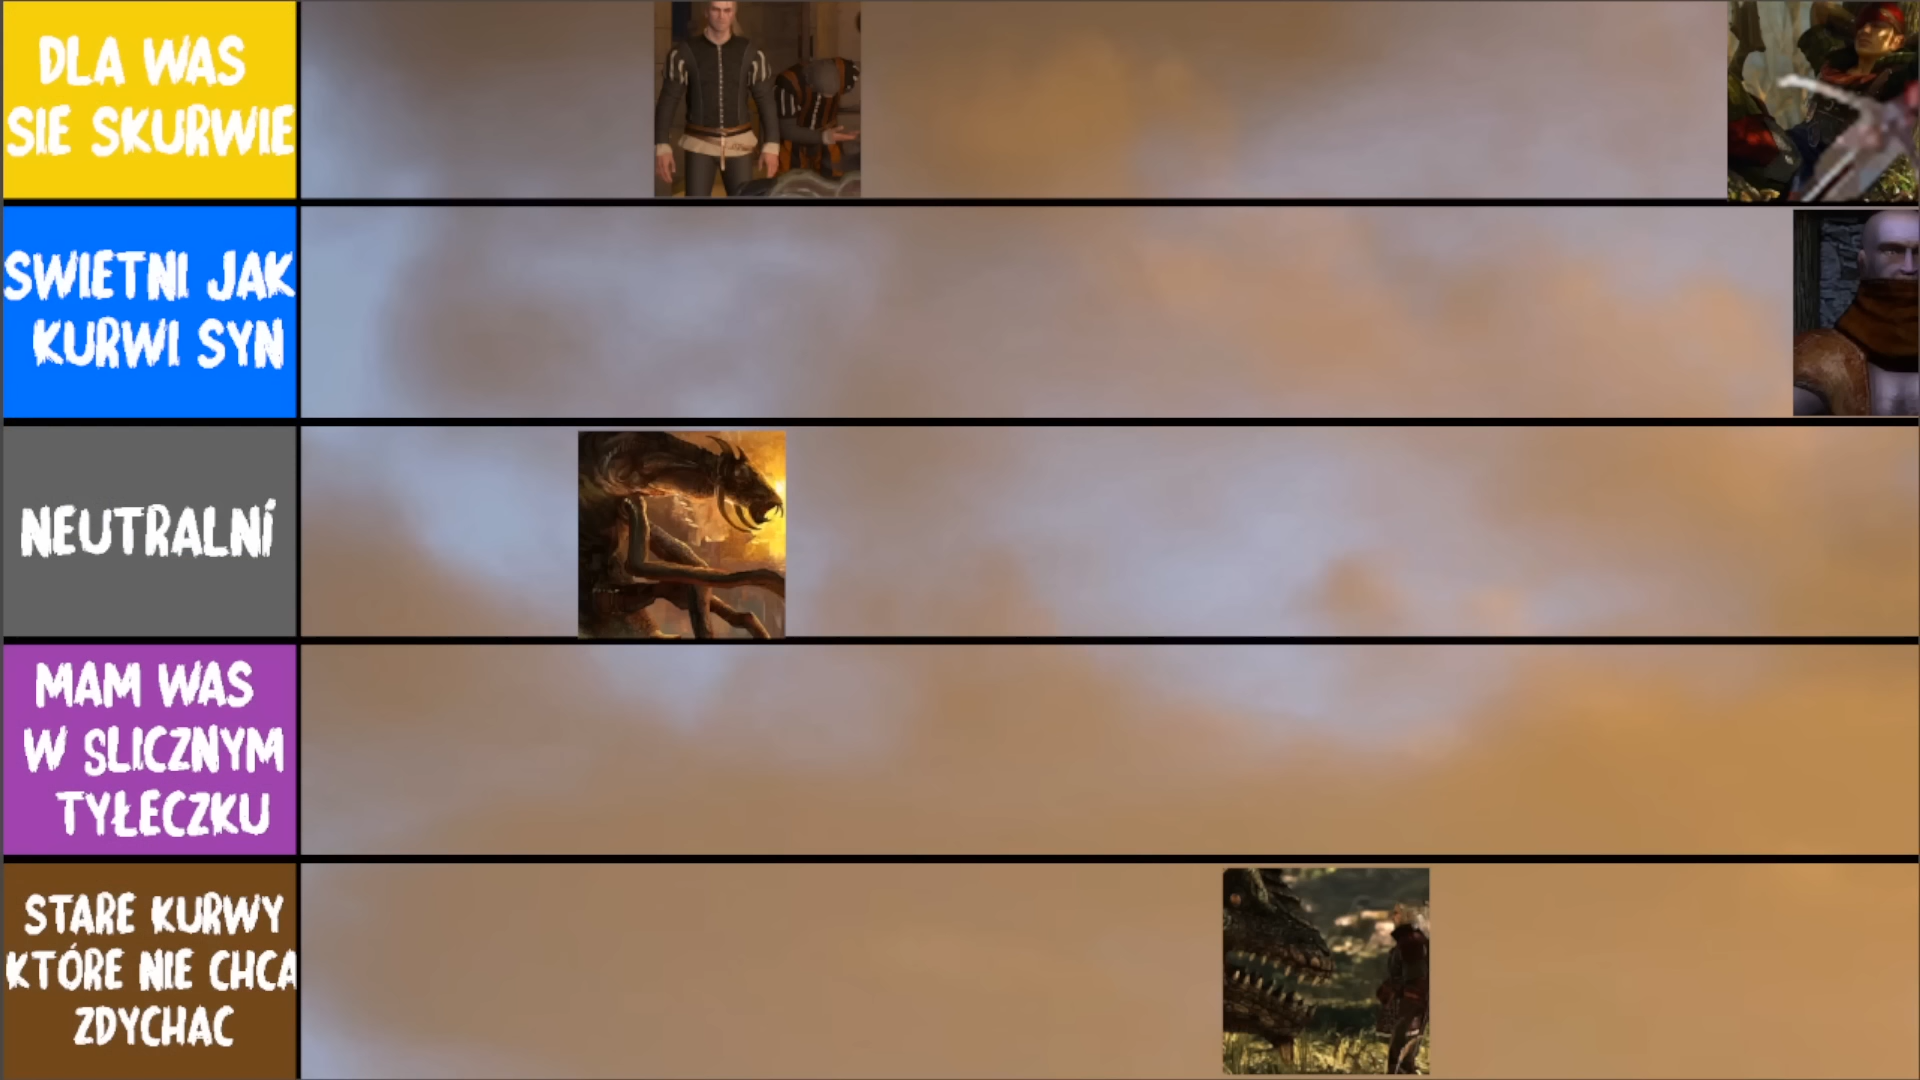 DLA WAS
SIE SKURWIE
SWIETNI JAK
KURWI SYN
NEUTRALNÍ
MAM WAS
W SLICZNYM
TYŁECZKU
STARE KURWY
KTÓRE NIE CHCA
ZDYCHAC